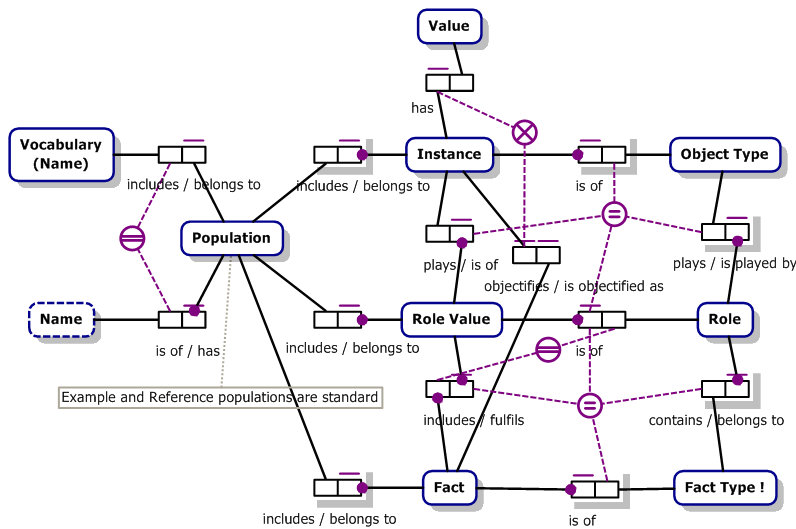 Value
has
Vocabulary
(Name)
Instance
Object Type
includes / belongs to
includes / belongs to
is of
Population
plays / is of
plays / is played by
objectifies / is objectified as
Name
Role Value
Role
is of / has
includes / belongs to
is of
Example and Reference populations are standard
includes / fulfils
contains / belongs to
Fact
Fact Type !
includes / belongs to
is of